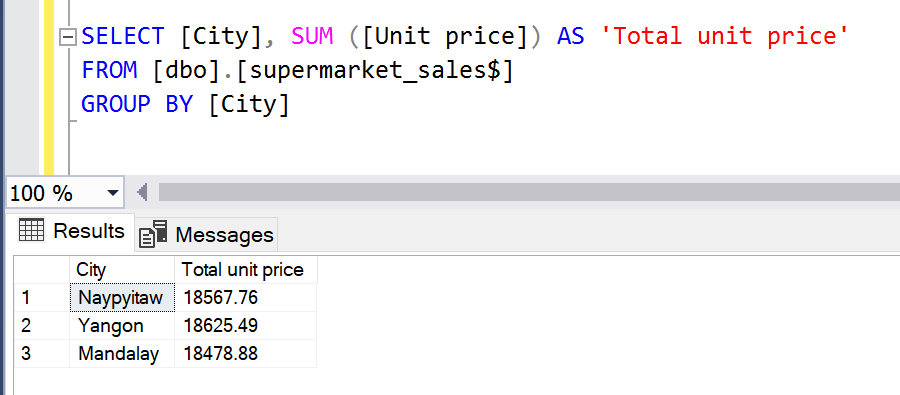 SELECT [City], SUM ([Unit price]) AS 'Total unit price'
FROM [dbo].[supermarket_sales$]
GROUP BY [City]
100 %
Results Messages
City Total unit price
1 Naypyitaw 18567.76
2 Yangon 18625.49
3 Mandalay 18478.88